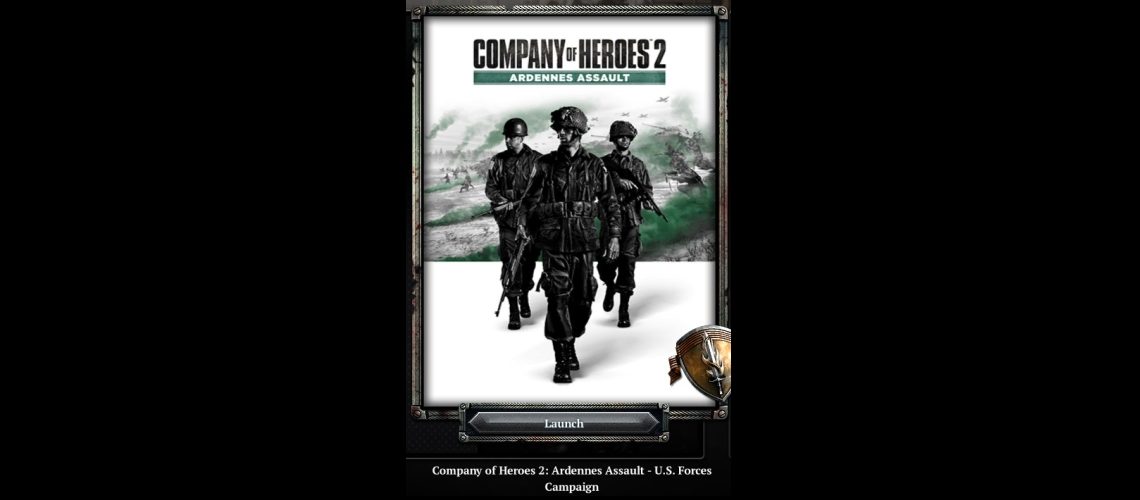 COMPANY OF HEROES 2
ARDENNES ASSAULT
Launch
Company of Heroes 2: Ardennes Assault - U.S. Forces
Campaign